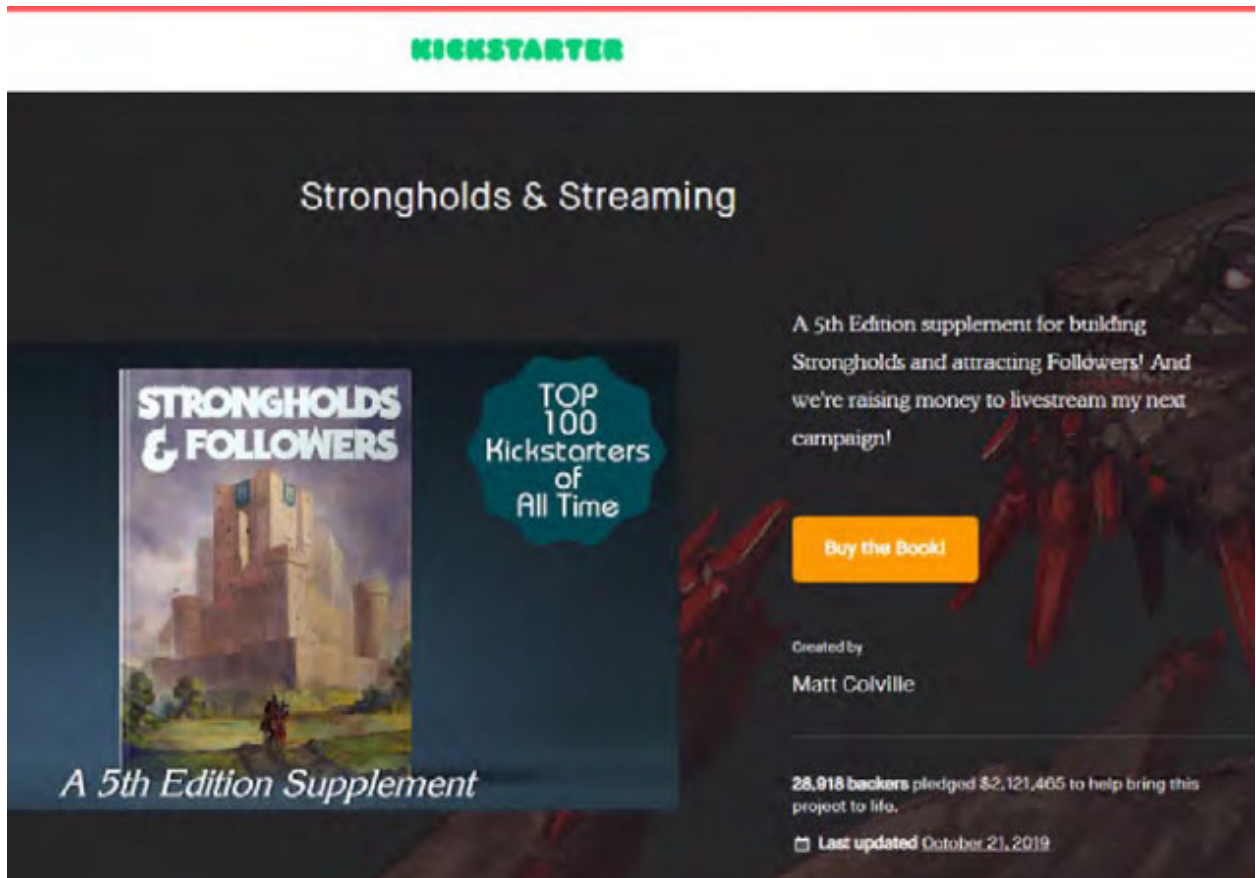 KICKSTARTER
Strongholds & Streaming
STRONGHOLDS
& FOLLOWERS
TOP
100
Kickstarters
of
All Time
A 5th Edition Supplement
A 5th Edition supplement for building
Strongholds and attracting Followers! And
we're raising money to livestream my next
campaign!
Buy the Book!
Created by
Matt Colville
28,918 backers pledged $2,121,465 to help bring this
project to life.
Last updated October 21, 2019